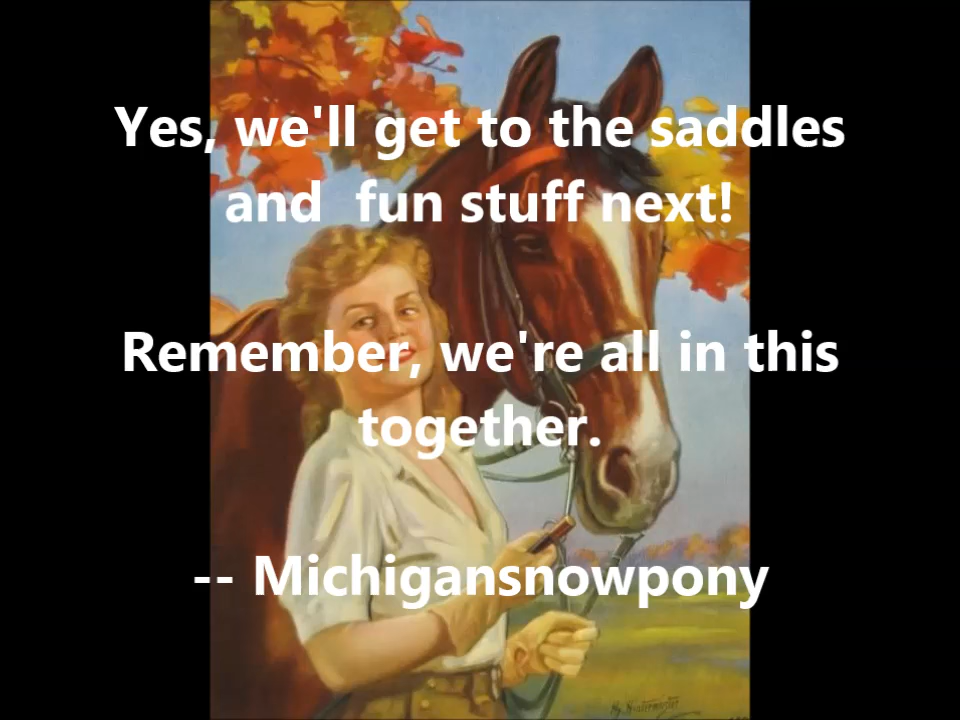 Yes, we'll get to the saddles
and  fun stuff next!
Remember, we're all in this
together.
-- Michigansnowpony